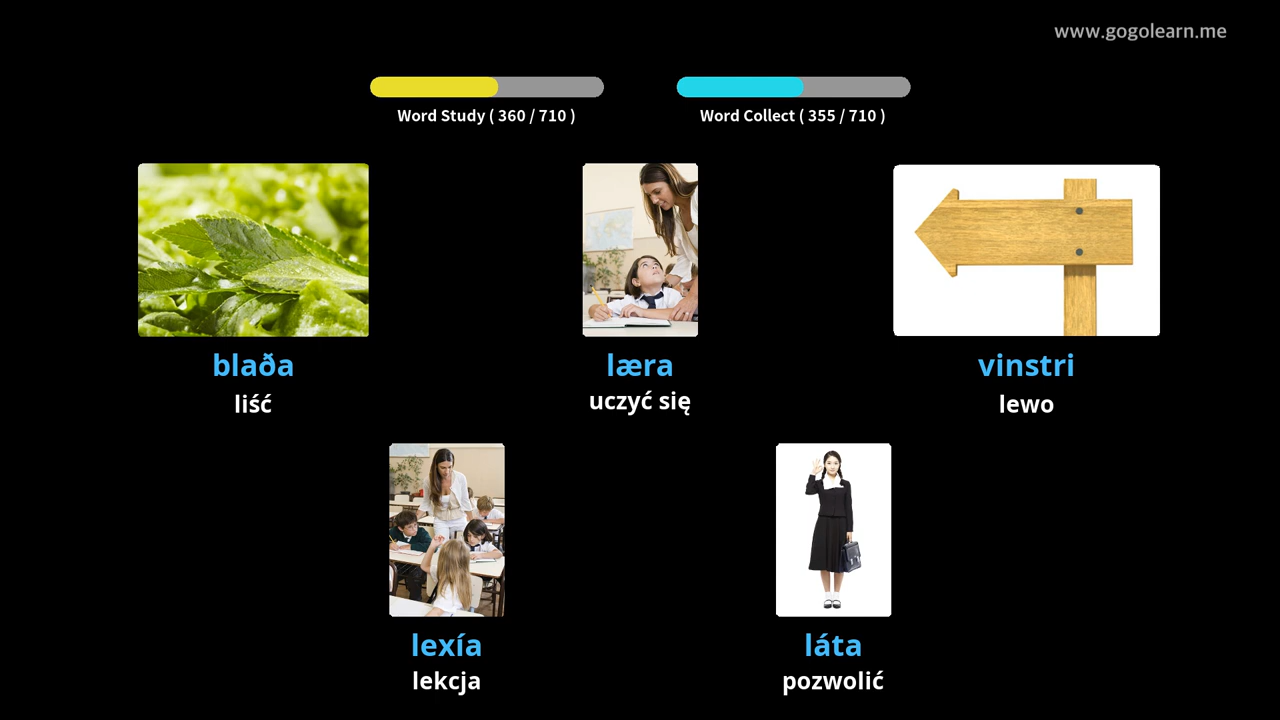 www.gogolearn.me
Word Study ( 360 / 710 )
Word Collect ( 355 / 710 )
blaða
liść
læra
uczyć się
vinstri
lewo
lexía
lekcja
láta
pozwolić